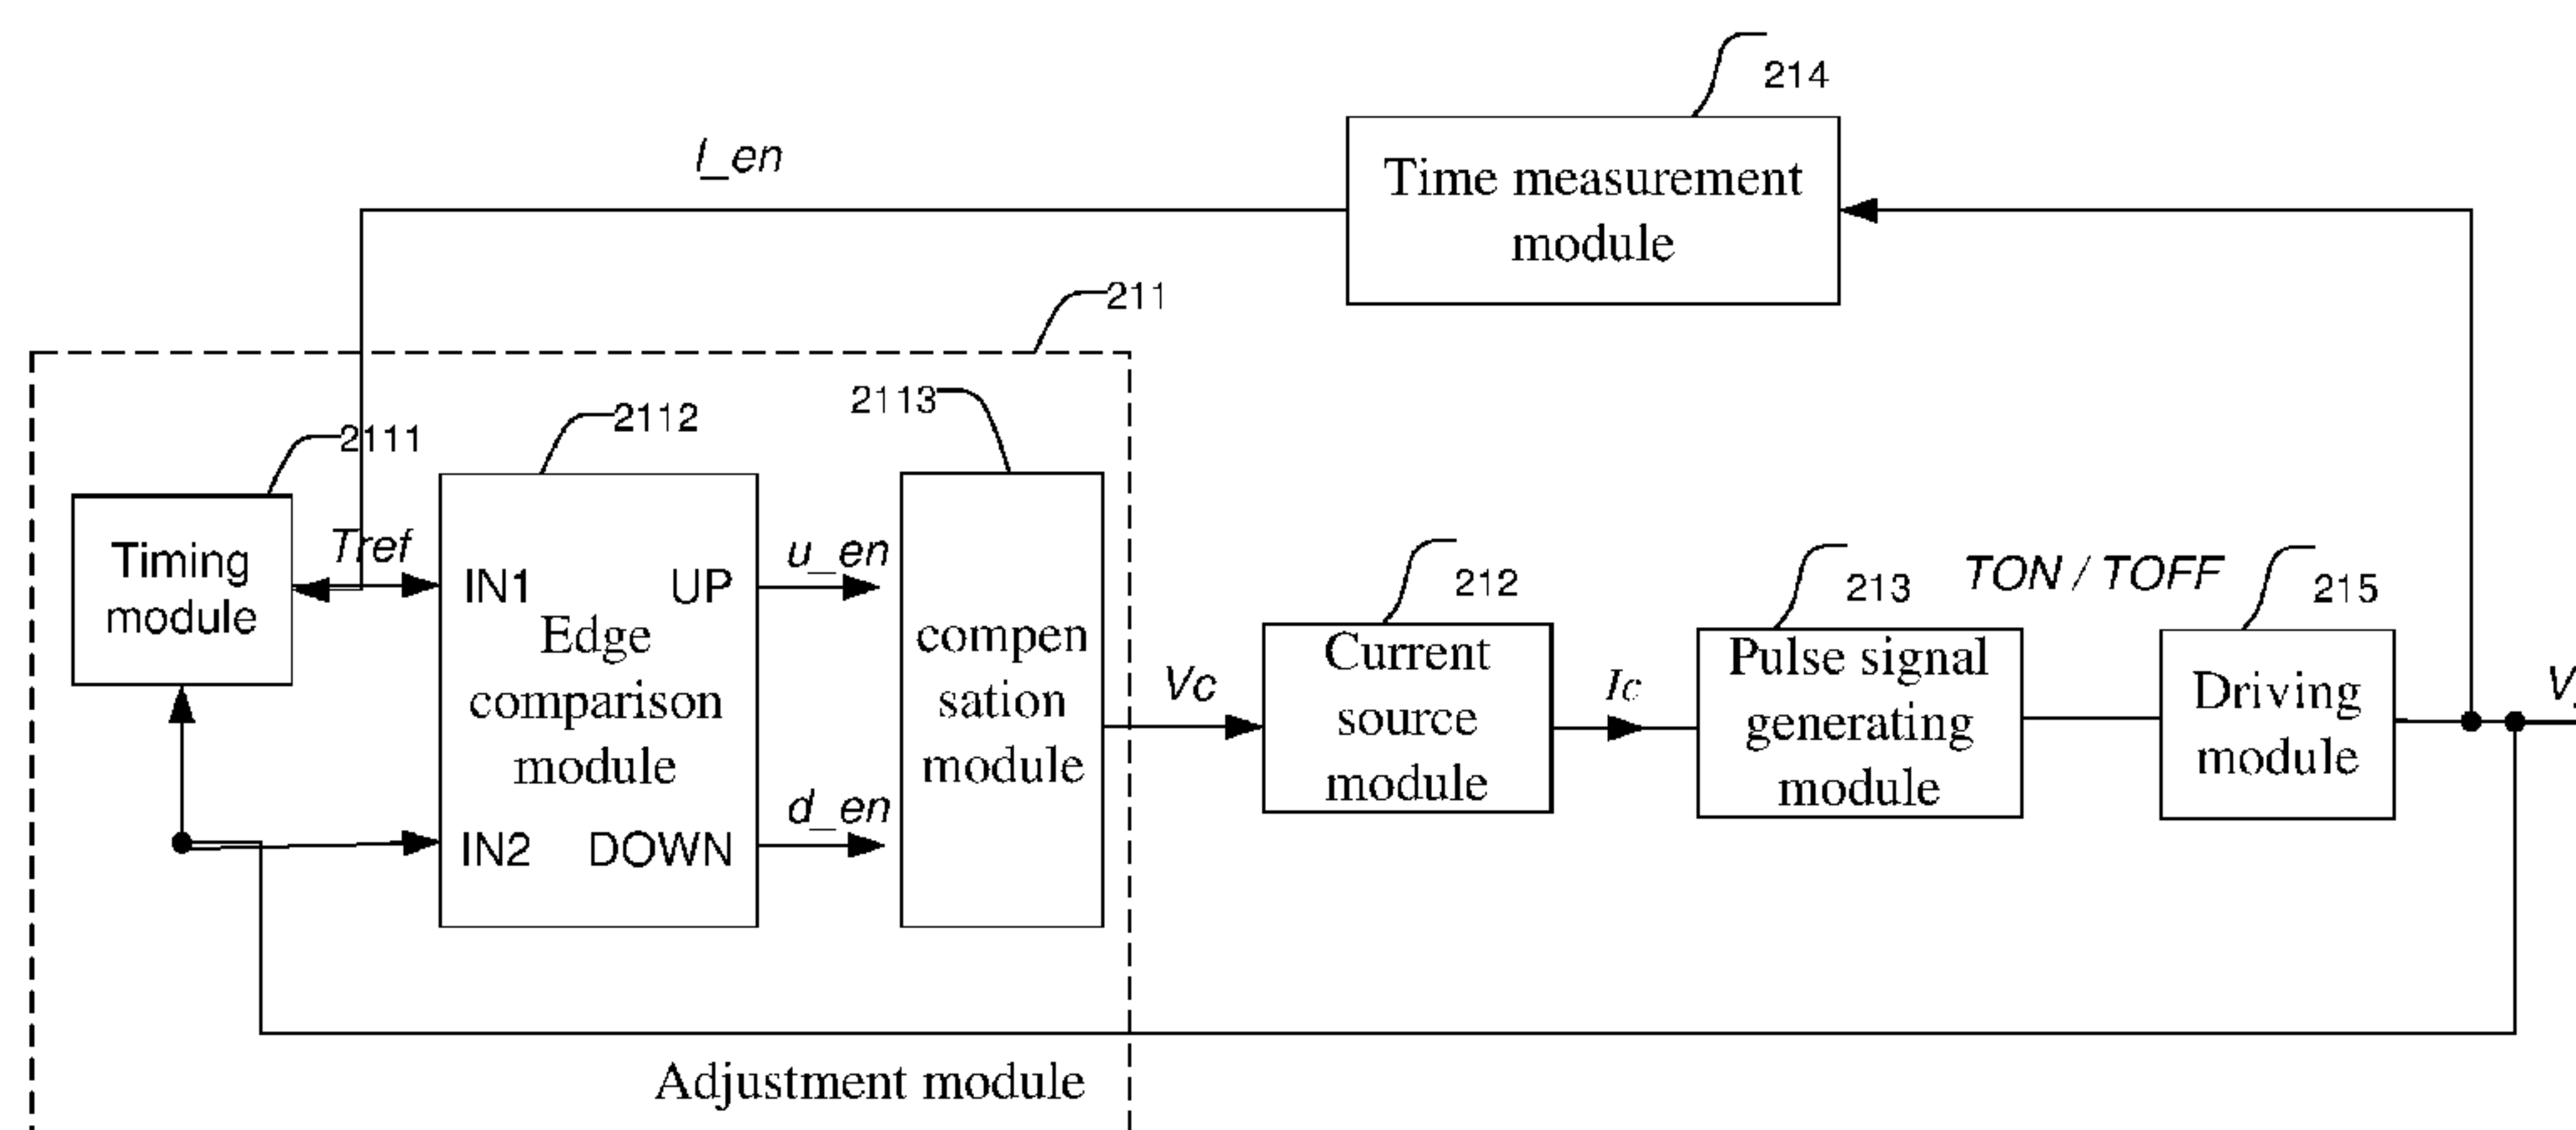 214
l_en
Time measurement
module
211
2113
2112
2111
Timing
module
Tref
IN1
UP
Edge
comparison
module
IN2
DOWN
u_en
d_en
compen
sation
module
Vc
212
Current
source
module
Ic
213
Pulse signal
generating
module
TON / TOFF
215
Driving
module
Adjustment module